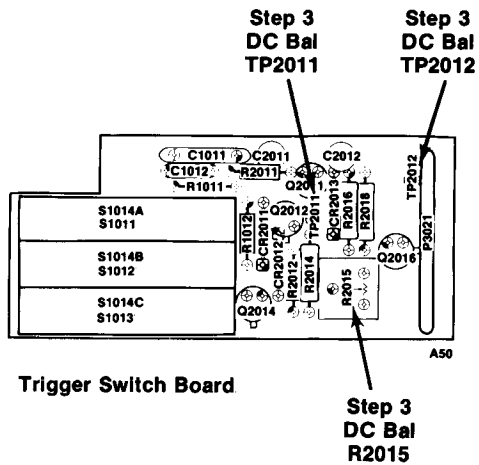 Step 3
DC Bal
TP2011
Step 3
DC Bal
TP2012
C1011
C2011
C2012
C1012
R2011
R1011
Q2011
CR2013
R2016
R2018
TP2012
P3021
S1014A
S1011
R1012
CR2011
Q2012
TP2011
S1014B
S1012
CR2012
R2012
R2014
R2015
Q2016
S1014C
S1013
Q2014
A50
Trigger Switch Board
Step 3
DC Bal
R2015